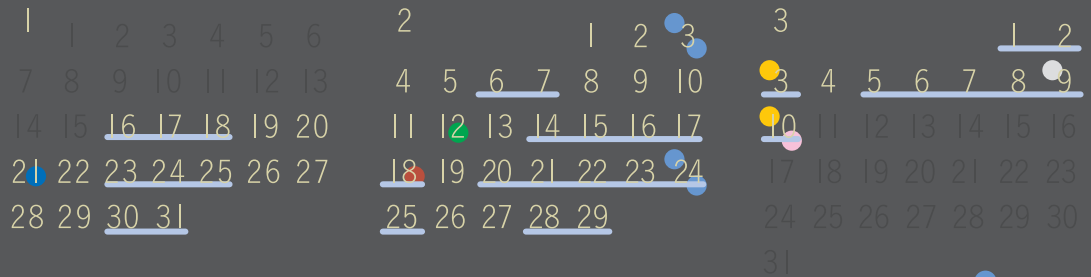 1
1 2 3 4 5 6
7 8 9 10 11 12 13
14 15 16 17 18 19 20
21 22 23 24 25 26 27
28 29 30 31
2
1 2 3
4 5 6 7 8 9 10
11 12 13 14 15 16 17
18 19 20 21 22 23 24
25 26 27 28 29
3
1 2
3 4 5 6 7 8 9
10 11 12 13 14 15 16
17 18 19 20 21 22 23
24 25 26 27 28 29 30
31